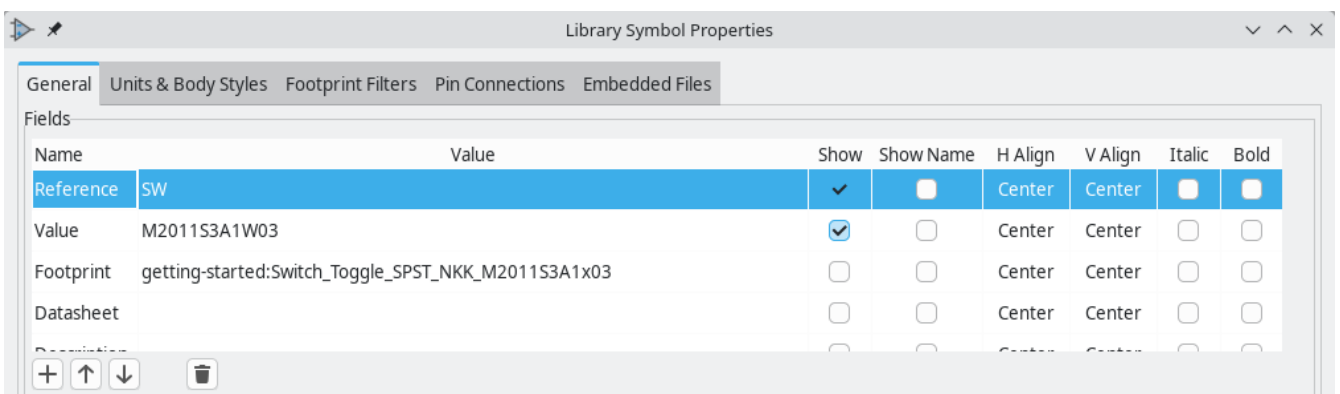 Library Symbol Properties
General Units & Body Styles Footprint Filters Pin Connections Embedded Files
Fields
Name Value Show Show Name H Align V Align Italic Bold
Reference SW Center Center
Value M2011S3A1W03 Center Center
Footprint getting-started:Switch_Toggle_SPST_NKK_M2011S3A1x03 Center Center
Datasheet Center Center